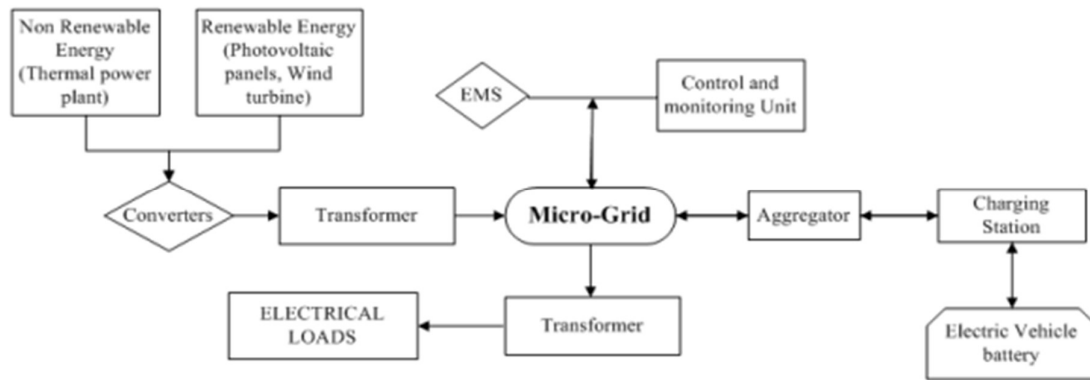 Non Renewable
Energy
(Thermal power
plant)
Renewable Energy
(Photovoltaic
panels, Wind
turbine)
EMS
Control and
monitoring Unit
Converters
Transformer
Micro-Grid
Aggregator
Charging
Station
ELECTRICAL
LOADS
Transformer
Electric Vehicle
battery